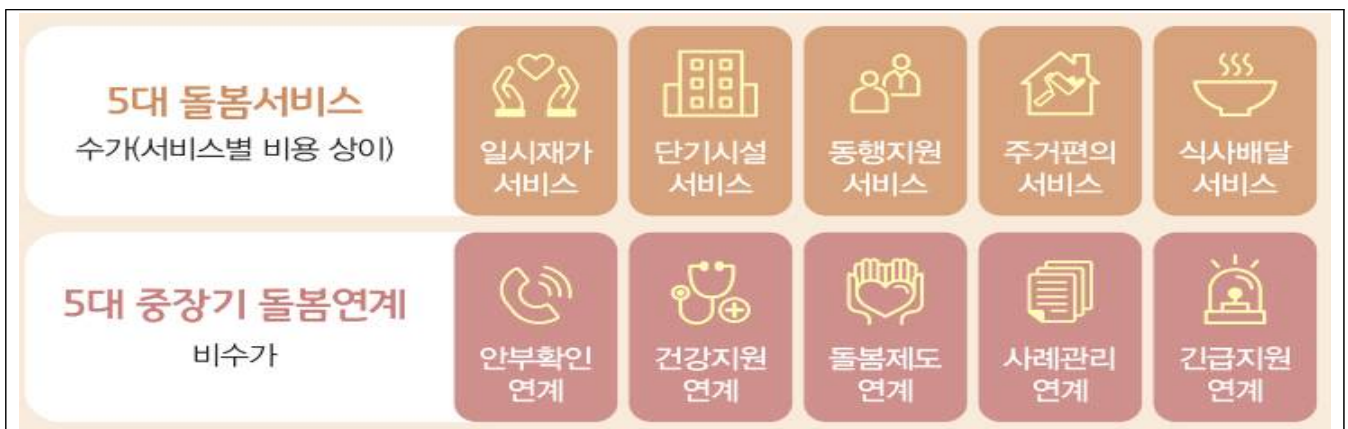 5대 돌봄서비스
수가(서비스별 비용 상이)
일시재가
서비스
단기시설
서비스
동행지원
서비스
주거편의
서비스
식사배달
서비스
5대 중장기 돌봄연계
비수가
안부확인
연계
건강지원
연계
돌봄제도
연계
사례관리
연계
긴급지원
연계